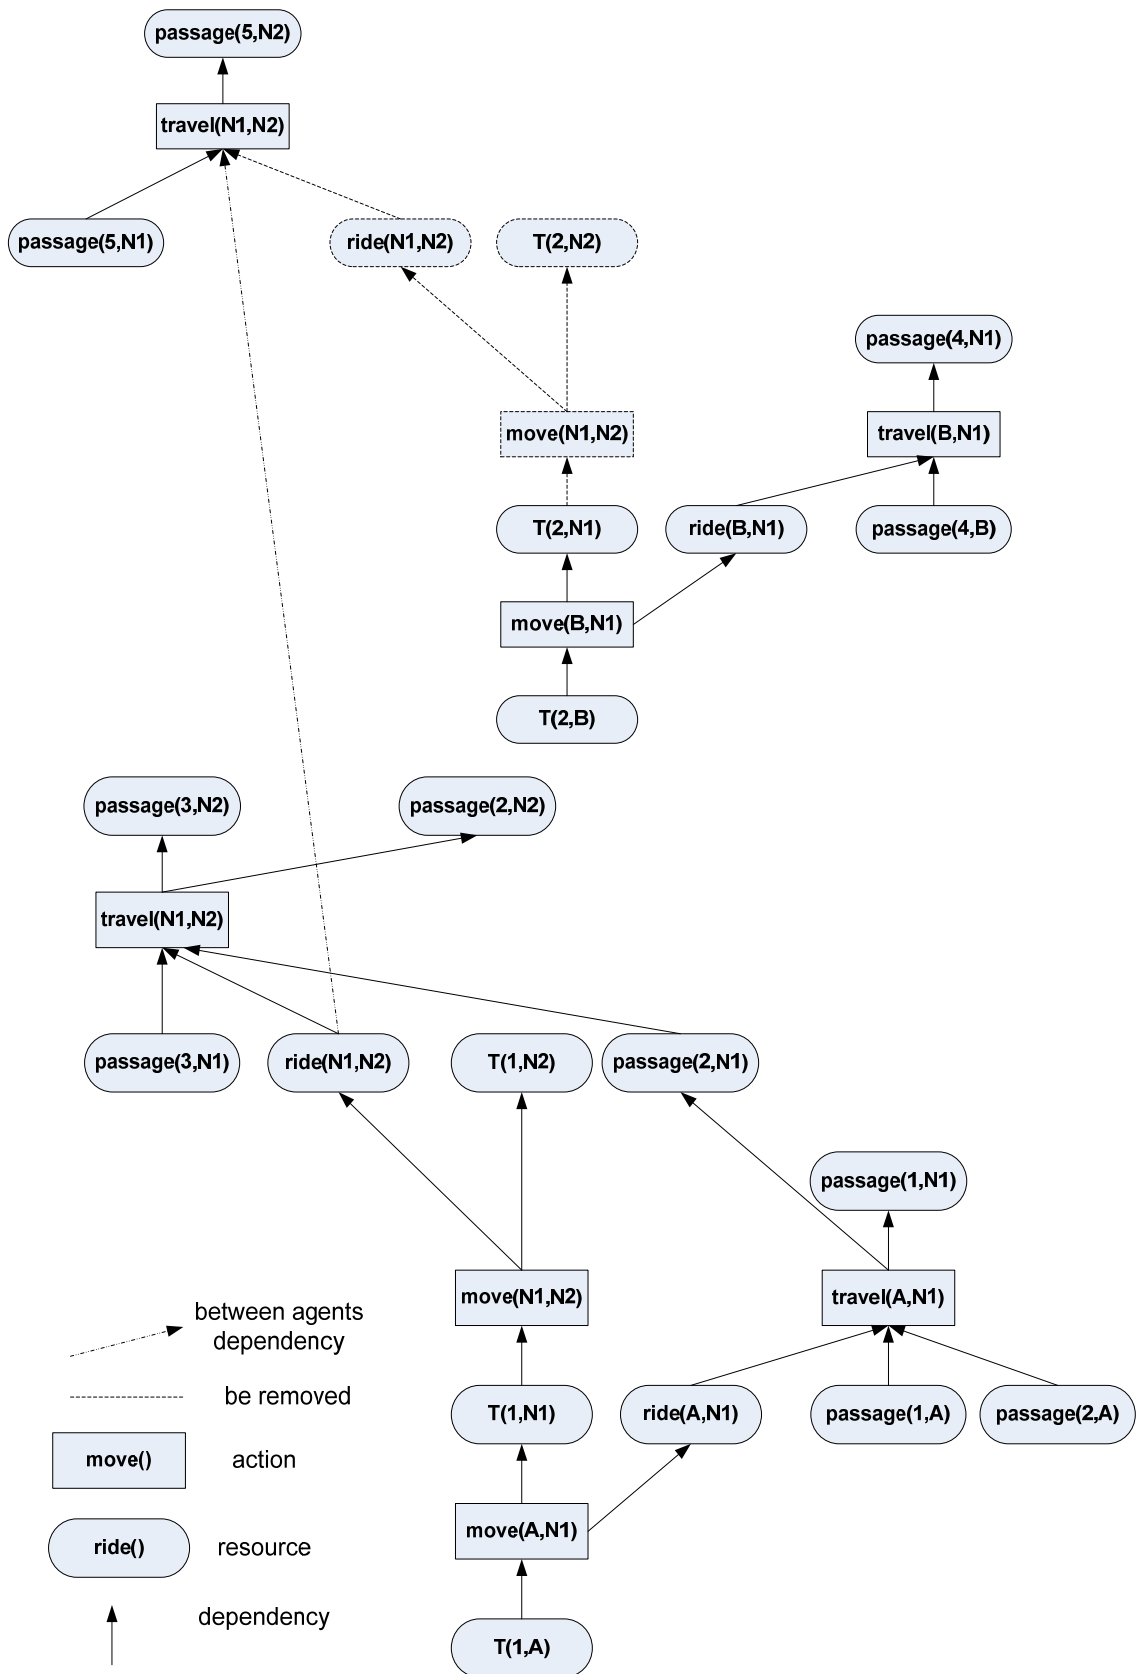 passage(5,N2)
travel(N1,N2)
passage(5,N1)
ride(N1,N2)
T(2,N2)
passage(4,N1)
move(N1,N2)
travel(B,N1)
T(2,N1)
ride(B,N1)
passage(4,B)
move(B,N1)
T(2,B)
passage(3,N2)
passage(2,N2)
travel(N1,N2)
passage(3,N1)
ride(N1,N2)
T(1,N2)
passage(2,N1)
passage(1,N1)
move(N1,N2)
travel(A,N1)
T(1,N1)
ride(A,N1)
passage(1,A)
passage(2,A)
move(A,N1)
T(1,A)
between agents
dependency
be removed
move()
action
ride()
resource
dependency